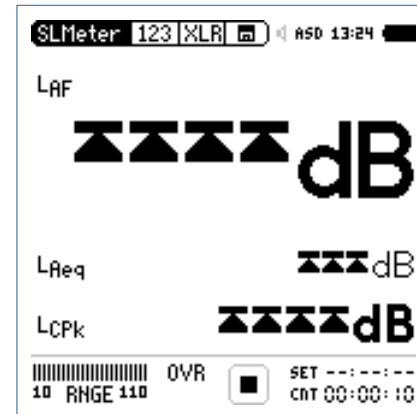 SLMeter 123 XLR ASD 13:24
LAF
dB
LAeq dB
LCPk dB
OVR SET --:--:--
10 RNGE 110 CNT 00:00:18